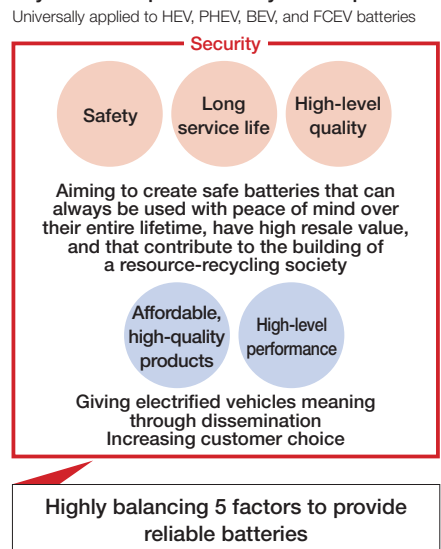 Universally applied to HEV, PHEV, BEV, and FCEV batteries
Security
Safety
Long
service life
High-level
quality
Aiming to create safe batteries that can
always be used with peace of mind over
their entire lifetime, have high resale value,
and that contribute to the building of
a resource-recycling society
Affordable,
high-quality
products
High-level
performance
Giving electrified vehicles meaning
through dissemination
Increasing customer choice
Highly balancing 5 factors to provide
reliable batteries